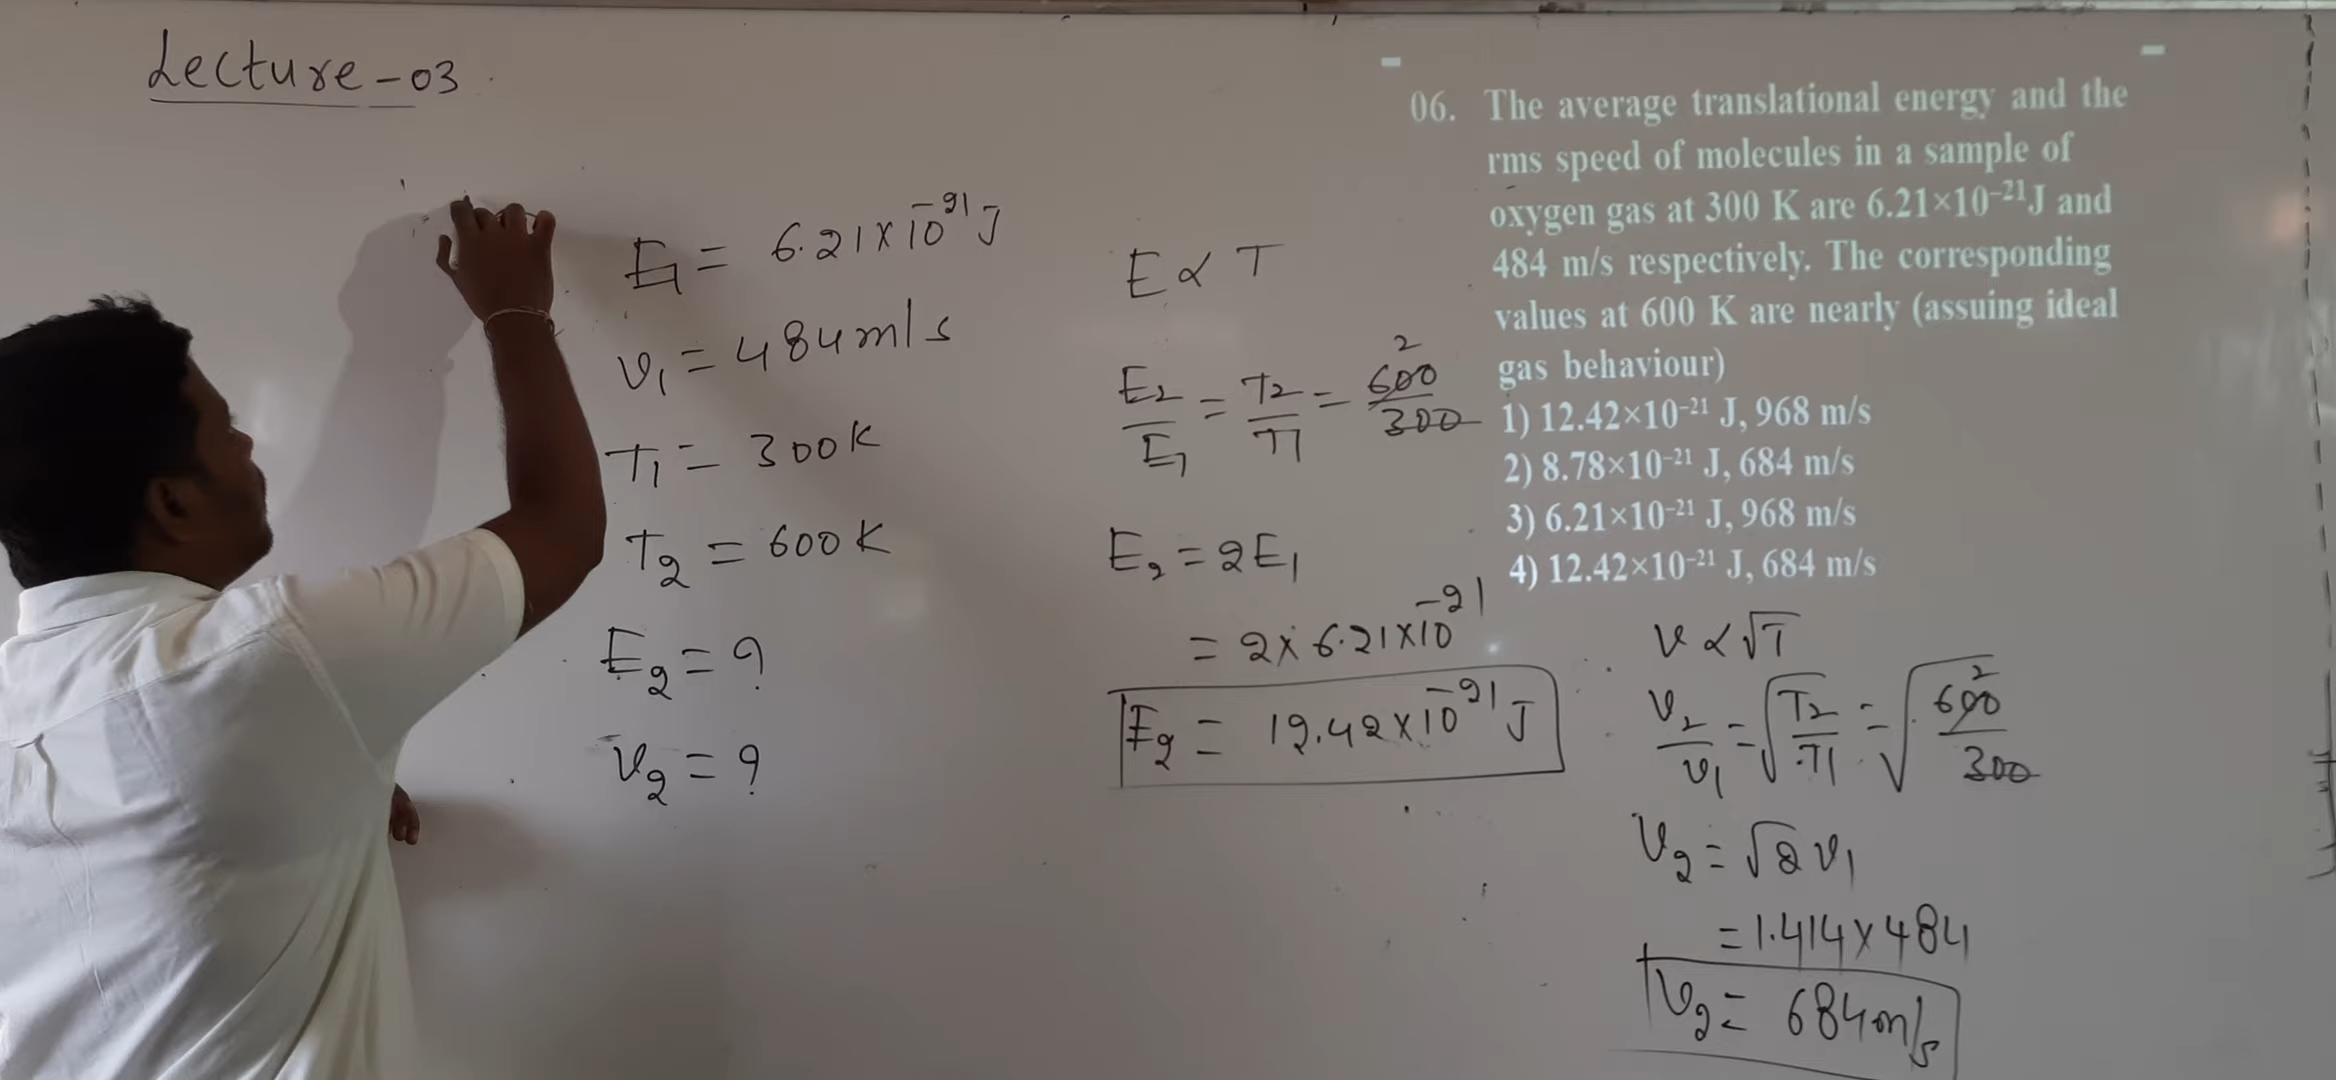 Lecture-03
E1 = 6.21×10^-21 J
v1 = 484 m/s
T1 = 300K
T2 = 600 K
E2 = ?
v2 = ?
E ∝ T
E2/E1 = T2/T1 = 600/300 2
E2 = 2E1
= 2×6.21×10^-21
E2 = 12.42×10^-21 J
06. The average translational energy and the
rms speed of molecules in a sample of
oxygen gas at 300 K are 6.21×10⁻²¹J and
484 m/s respectively. The corresponding
values at 600 K are nearly (assuming ideal
gas behaviour)
1) 12.42×10⁻²¹ J, 968 m/s
2) 8.78×10⁻²¹ J, 684 m/s
3) 6.21×10⁻²¹ J, 968 m/s
4) 12.42×10⁻²¹ J, 684 m/s
v ∝ √T
v2/v1 = √T2/T1 = √600/300 2
v2 = √2 v1
= 1.414×484
v2 = 684 m/s